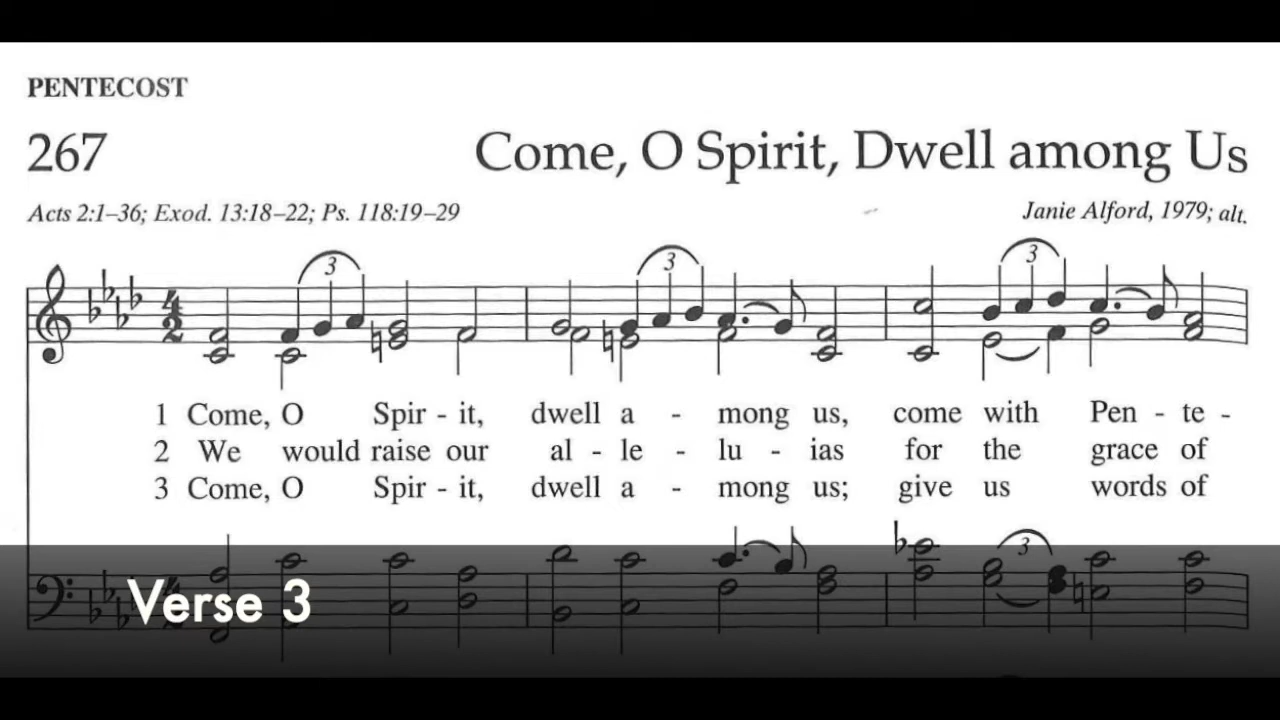 PENTECOST
267 Come, O Spirit, Dwell among Us
Acts 2:1–36; Exod. 13:18–22; Ps. 118:19–29 Janie Alford, 1979; alt.
3 3 3
4
2
1 Come, O Spir - it, dwell a - mong us, come with Pen - te -
2 We would raise our al - le - lu - ias for the grace of
3 Come, O Spir - it, dwell a - mong us; give us words of
3
Verse 3